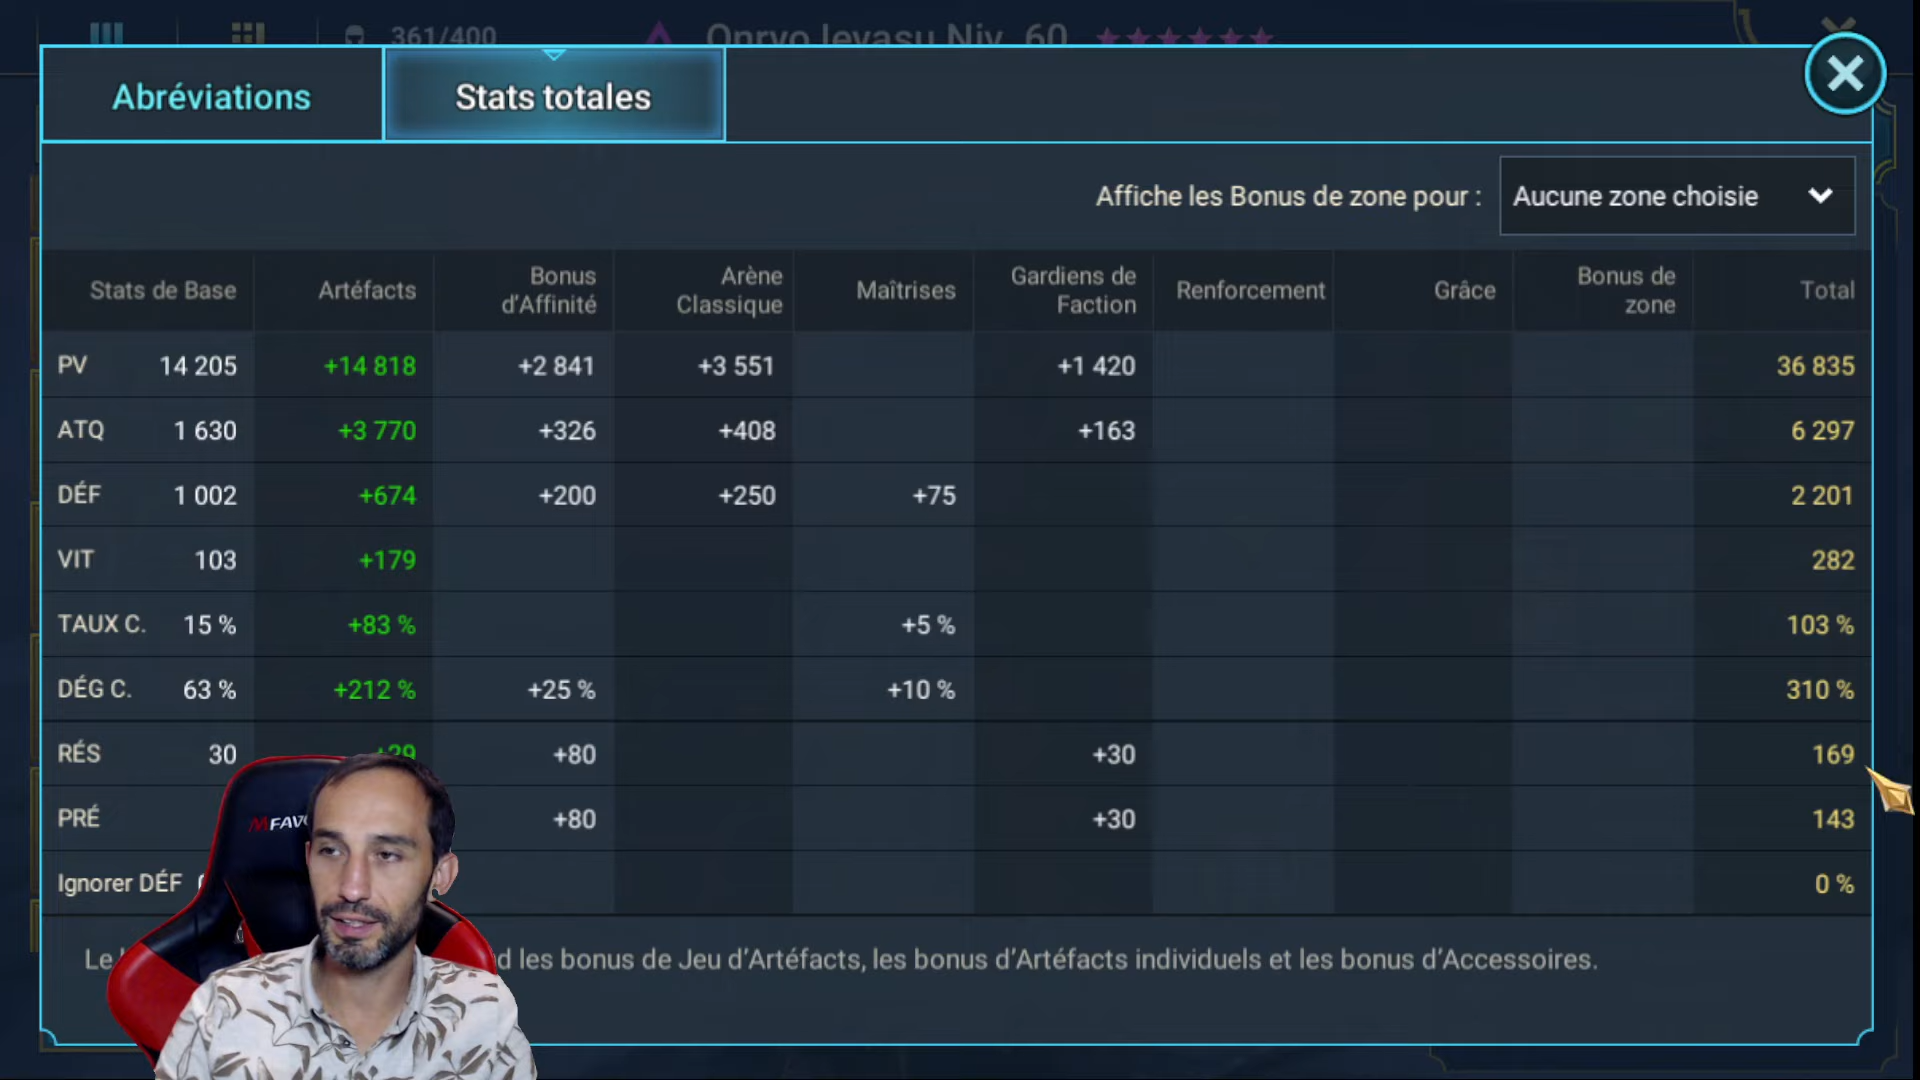 361/400 Onryo Ieyasu Niv. 60
Abréviations
Stats totales
Affiche les Bonus de zone pour : Aucune zone choisie
Stats de Base Artéfacts Bonus d'Affinité Arène Classique Maîtrises Gardiens de Faction Renforcement Grâce Bonus de zone Total
PV 14 205 +14 818 +2 841 +3 551 +1 420 36 835
ATQ 1 630 +3 770 +326 +408 +163 6 297
DÉF 1 002 +674 +200 +250 +75 2 201
VIT 103 +179 282
TAUX C. 15 % +83 % +5 % 103 %
DÉG C. 63 % +212 % +25 % +10 % 310 %
RÉS 30 +29 +80 +30 169
PRÉ +80 +30 143
Ignorer DÉF 0 %
Le les bonus de Jeu d'Artéfacts, les bonus d'Artéfacts individuels et les bonus d'Accessoires.